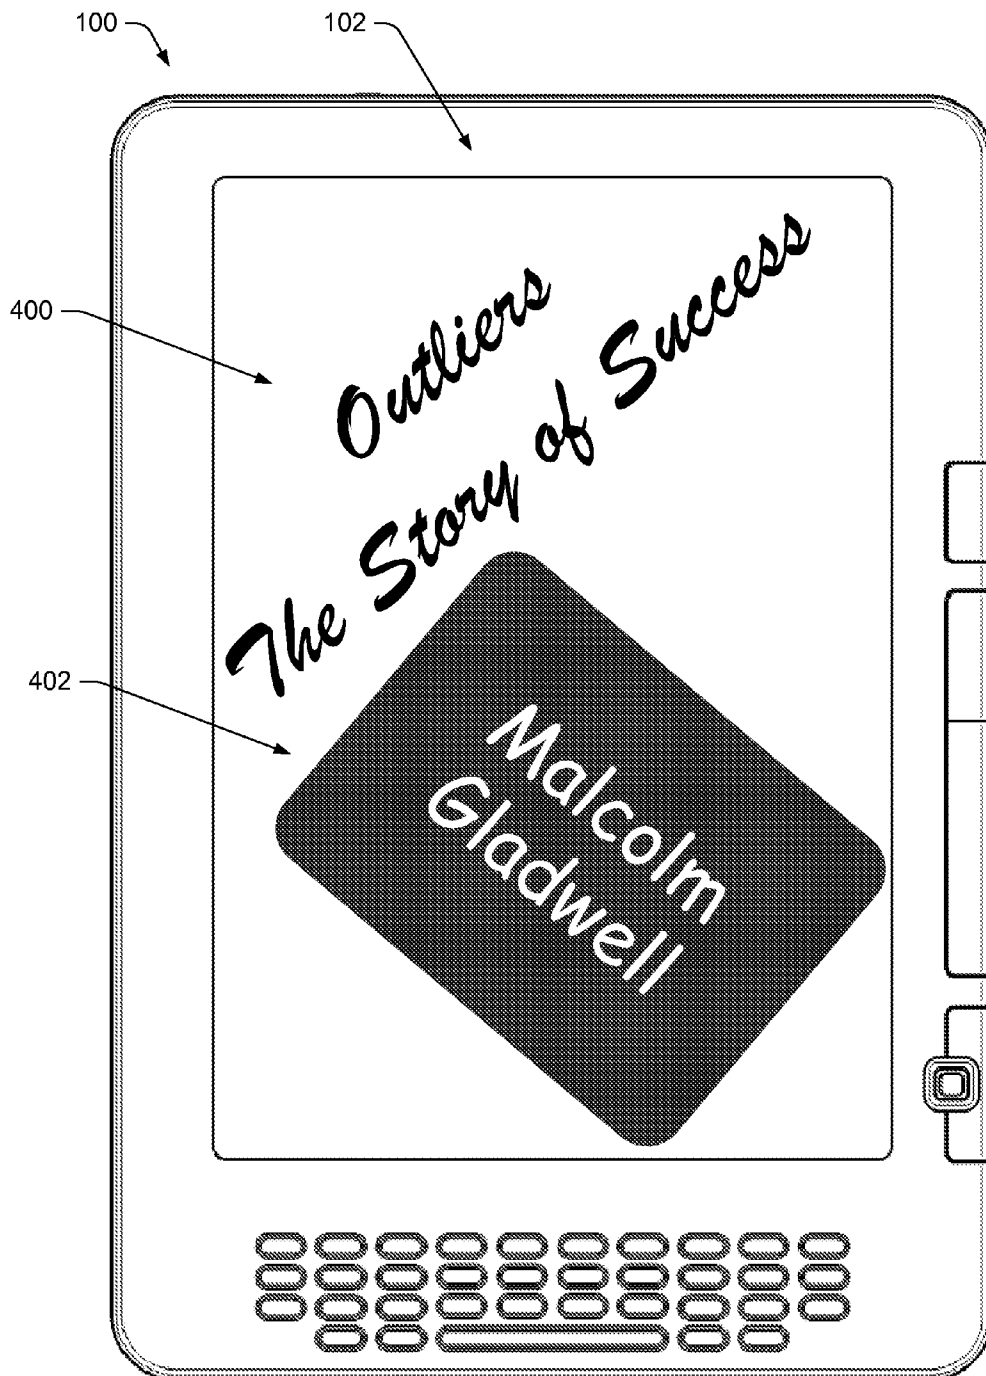 100
102
400
Outliers
The Story of Success
402
Malcolm
Gladwell